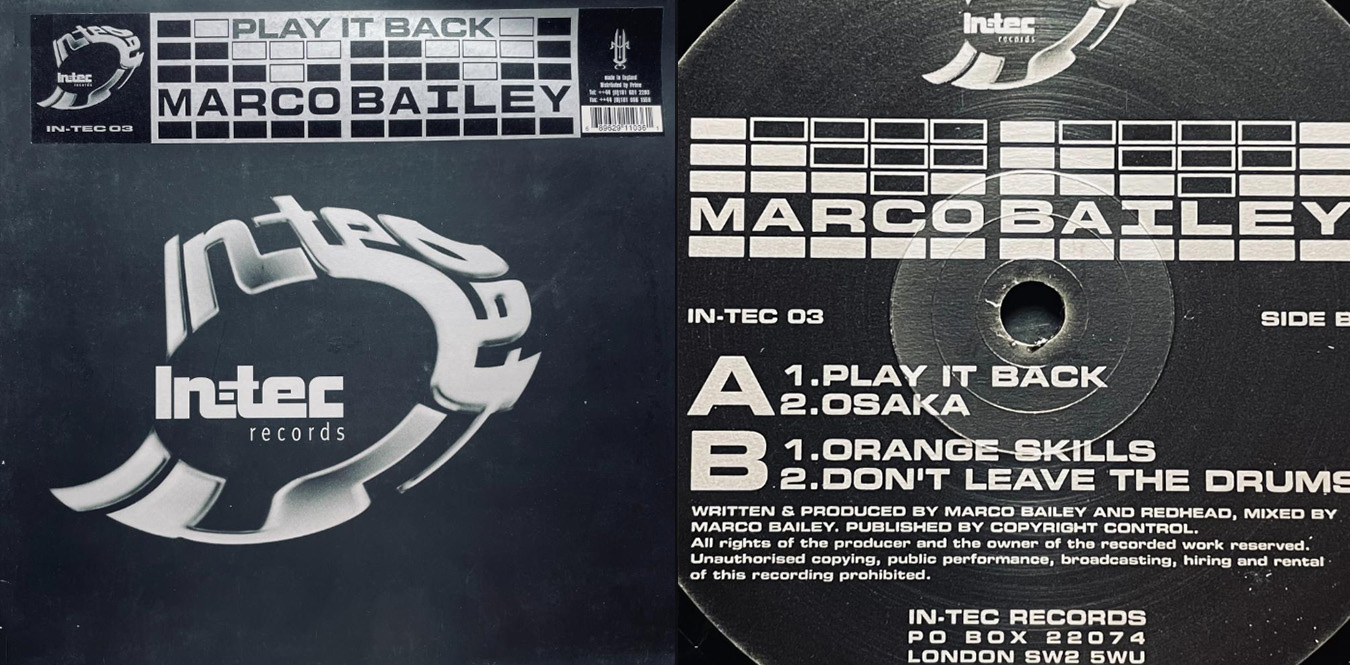 In-tec
In-tec
records
IN-TEC 03
PLAY IT BACK
MARCO BAILEY
made in England
Distributed by Prime
In-tec
In-tec
records
In-tec
records
MARCO BAILEY
IN-TEC 03
SIDE B
A
1.PLAY IT BACK
2.OSAKA
B
1.ORANGE SKILLS
2.DON'T LEAVE THE DRUMS
WRITTEN & PRODUCED BY MARCO BAILEY AND REDHEAD, MIXED BY
MARCO BAILEY. PUBLISHED BY COPYRIGHT CONTROL.
All rights of the producer and the owner of the recorded work reserved.
Unauthorised copying, public performance, broadcasting, hiring and rental
of this recording prohibited.
IN-TEC RECORDS
PO BOX 22074
LONDON SW2 5WU